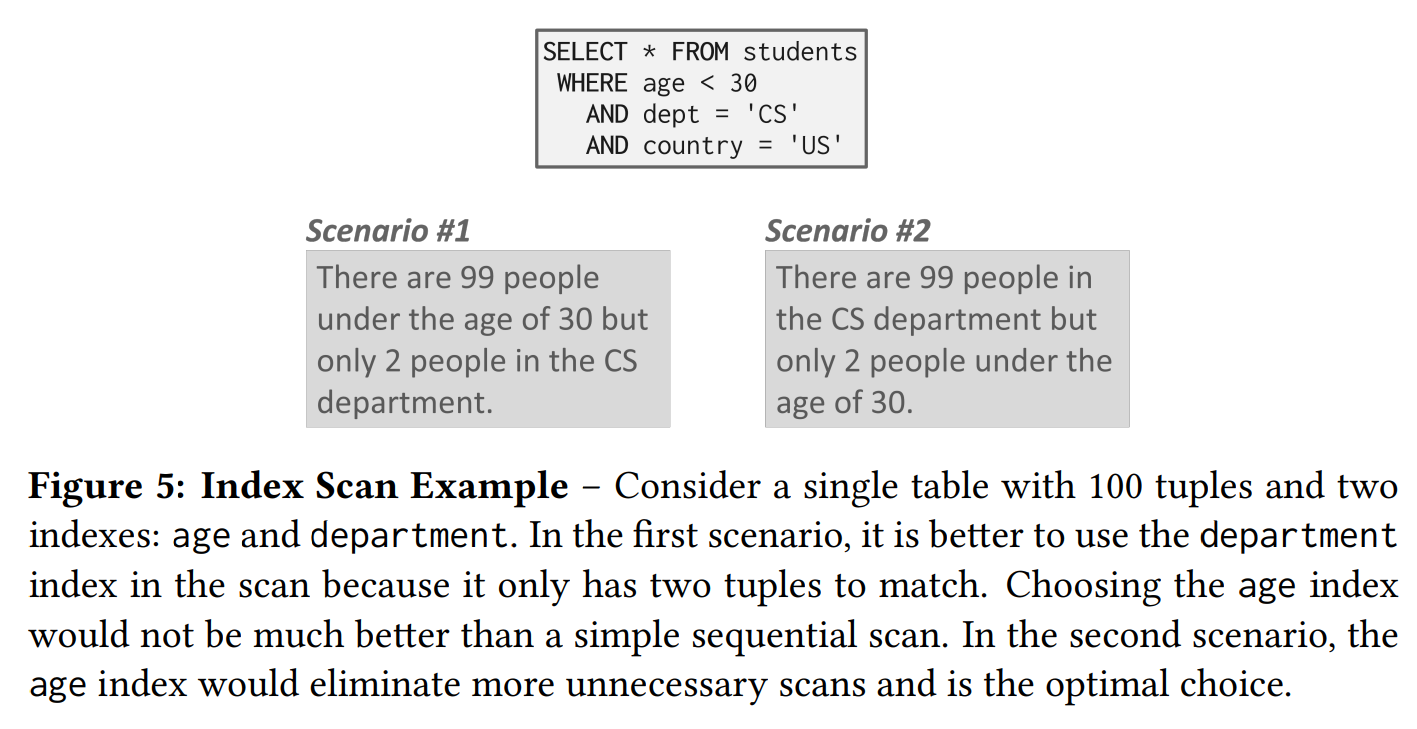 SELECT * FROM students
WHERE age < 30
AND dept = 'CS'
AND country = 'US'
Scenario #1
There are 99 people
under the age of 30 but
only 2 people in the CS
department.
Scenario #2
There are 99 people in
the CS department but
only 2 people under the
age of 30.
Figure 5: Index Scan Example – Consider a single table with 100 tuples and two
indexes: age and department. In the first scenario, it is better to use the department
index in the scan because it only has two tuples to match. Choosing the age index
would not be much better than a simple sequential scan. In the second scenario, the
age index would eliminate more unnecessary scans and is the optimal choice.